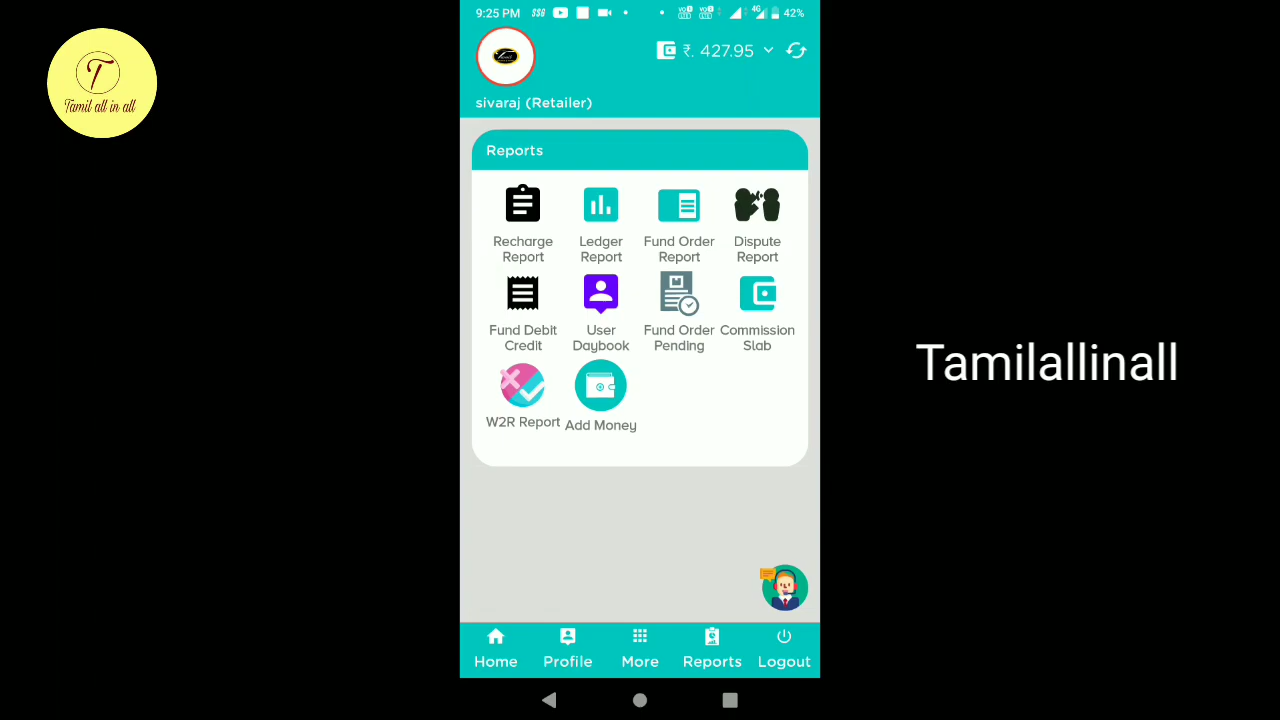 T
Tamil all in all
9:25 PM
42%
4G
₹. 427.95
sivaraj (Retailer)
Reports
Recharge Report
Ledger Report
Fund Order Report
Dispute Report
Fund Debit Credit
User Daybook
Fund Order Pending
Commission Slab
W2R Report
Add Money
Tamilallinall
Home
Profile
More
Reports
Logout